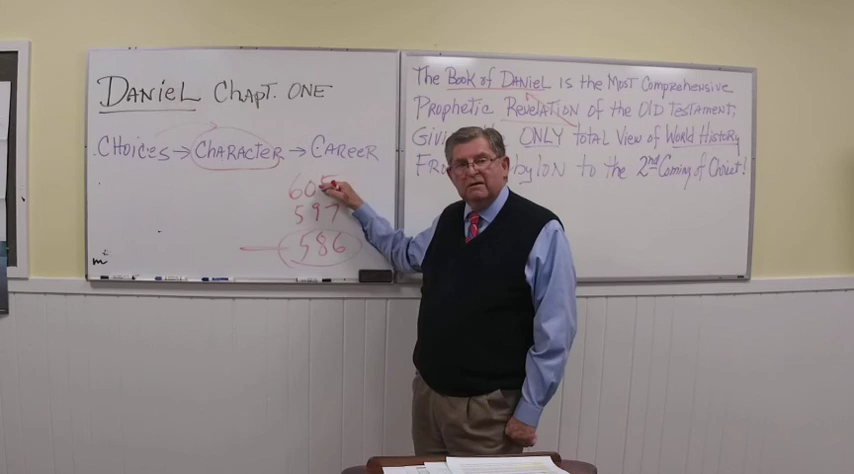 DANIEL CHAPT. ONE
CHOICES → CHARACTER → CAREER
605
597
586
The Book of DANIEL is the Most Comprehensive
Prophetic Revelation of the Old Testament,
ONLY total View of World History
to the 2nd Coming of Christ!